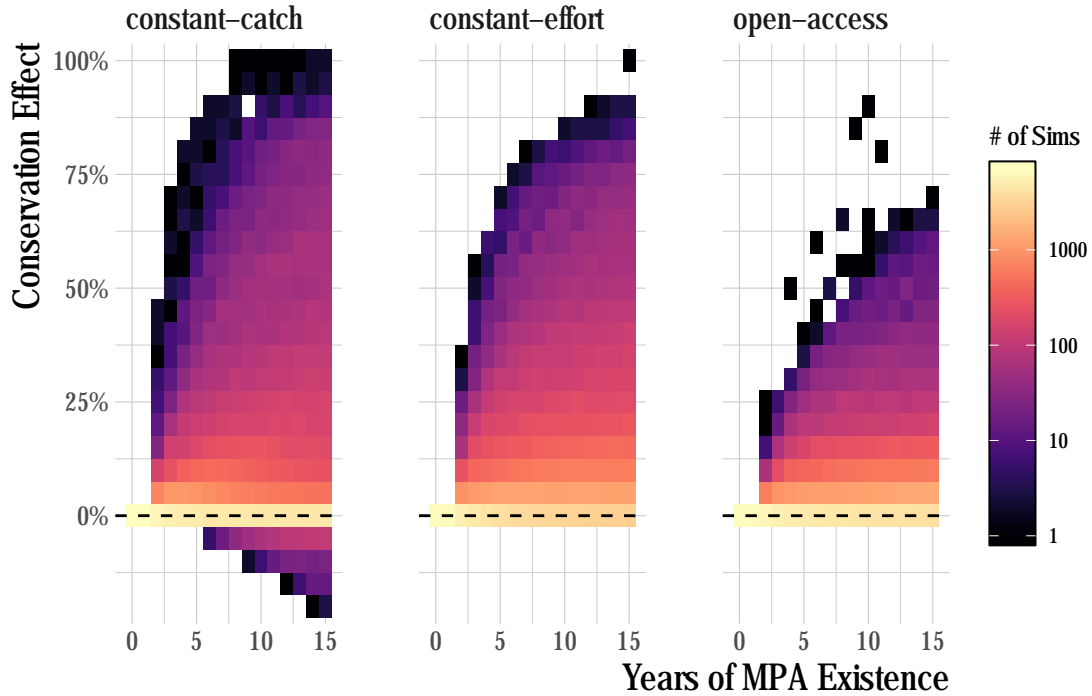 constant–catch
constant–effort
open–access
Conservation Effect
100%
75%
50%
25%
0%
0 5 10 15
0 5 10 15
0 5 10 15
Years of MPA Existence
# of Sims
1000
100
10
1